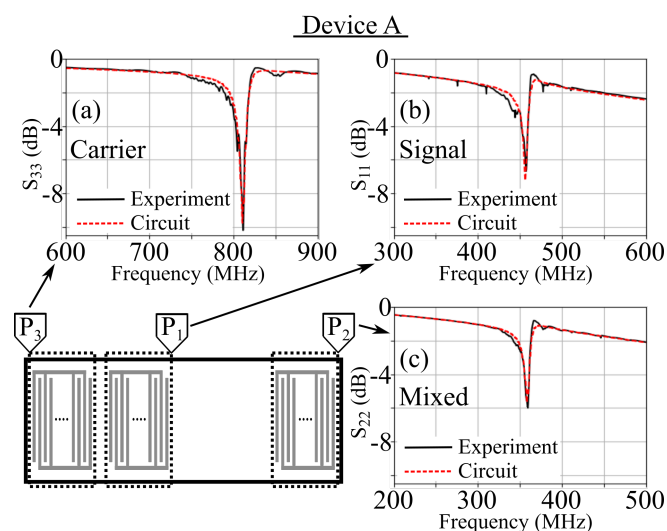 Device A
0
-4
-8
S33 (dB)
(a)
Carrier
Experiment
Circuit
600 700 800 900
Frequency (MHz)
0
-4
-8
S11 (dB)
(b)
Signal
Experiment
Circuit
300 400 500 600
Frequency (MHz)
P3
P1
P2
....
....
....
0
-4
-8
S22 (dB)
(c)
Mixed
Experiment
Circuit
200 300 400 500
Frequency (MHz)